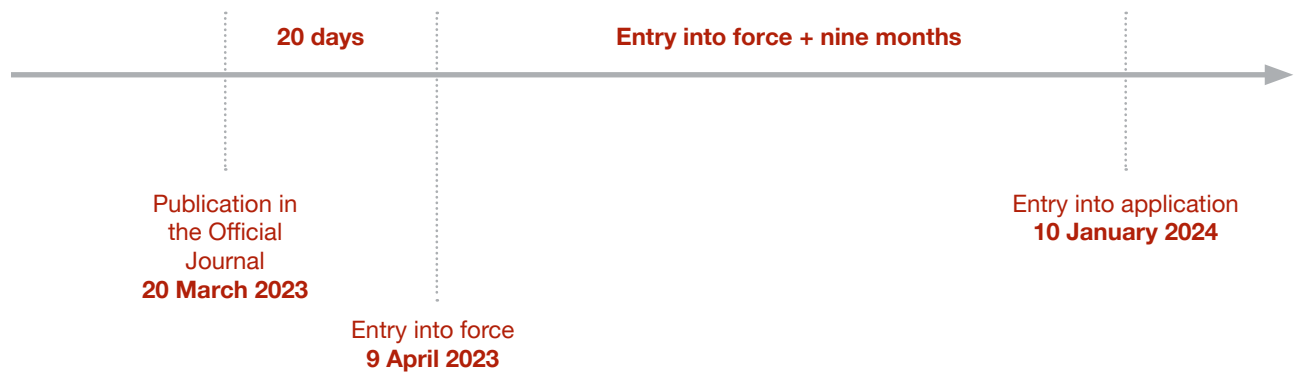 20 days
Entry into force + nine months
Publication in
the Official
Journal
20 March 2023
Entry into force
9 April 2023
Entry into application
10 January 2024